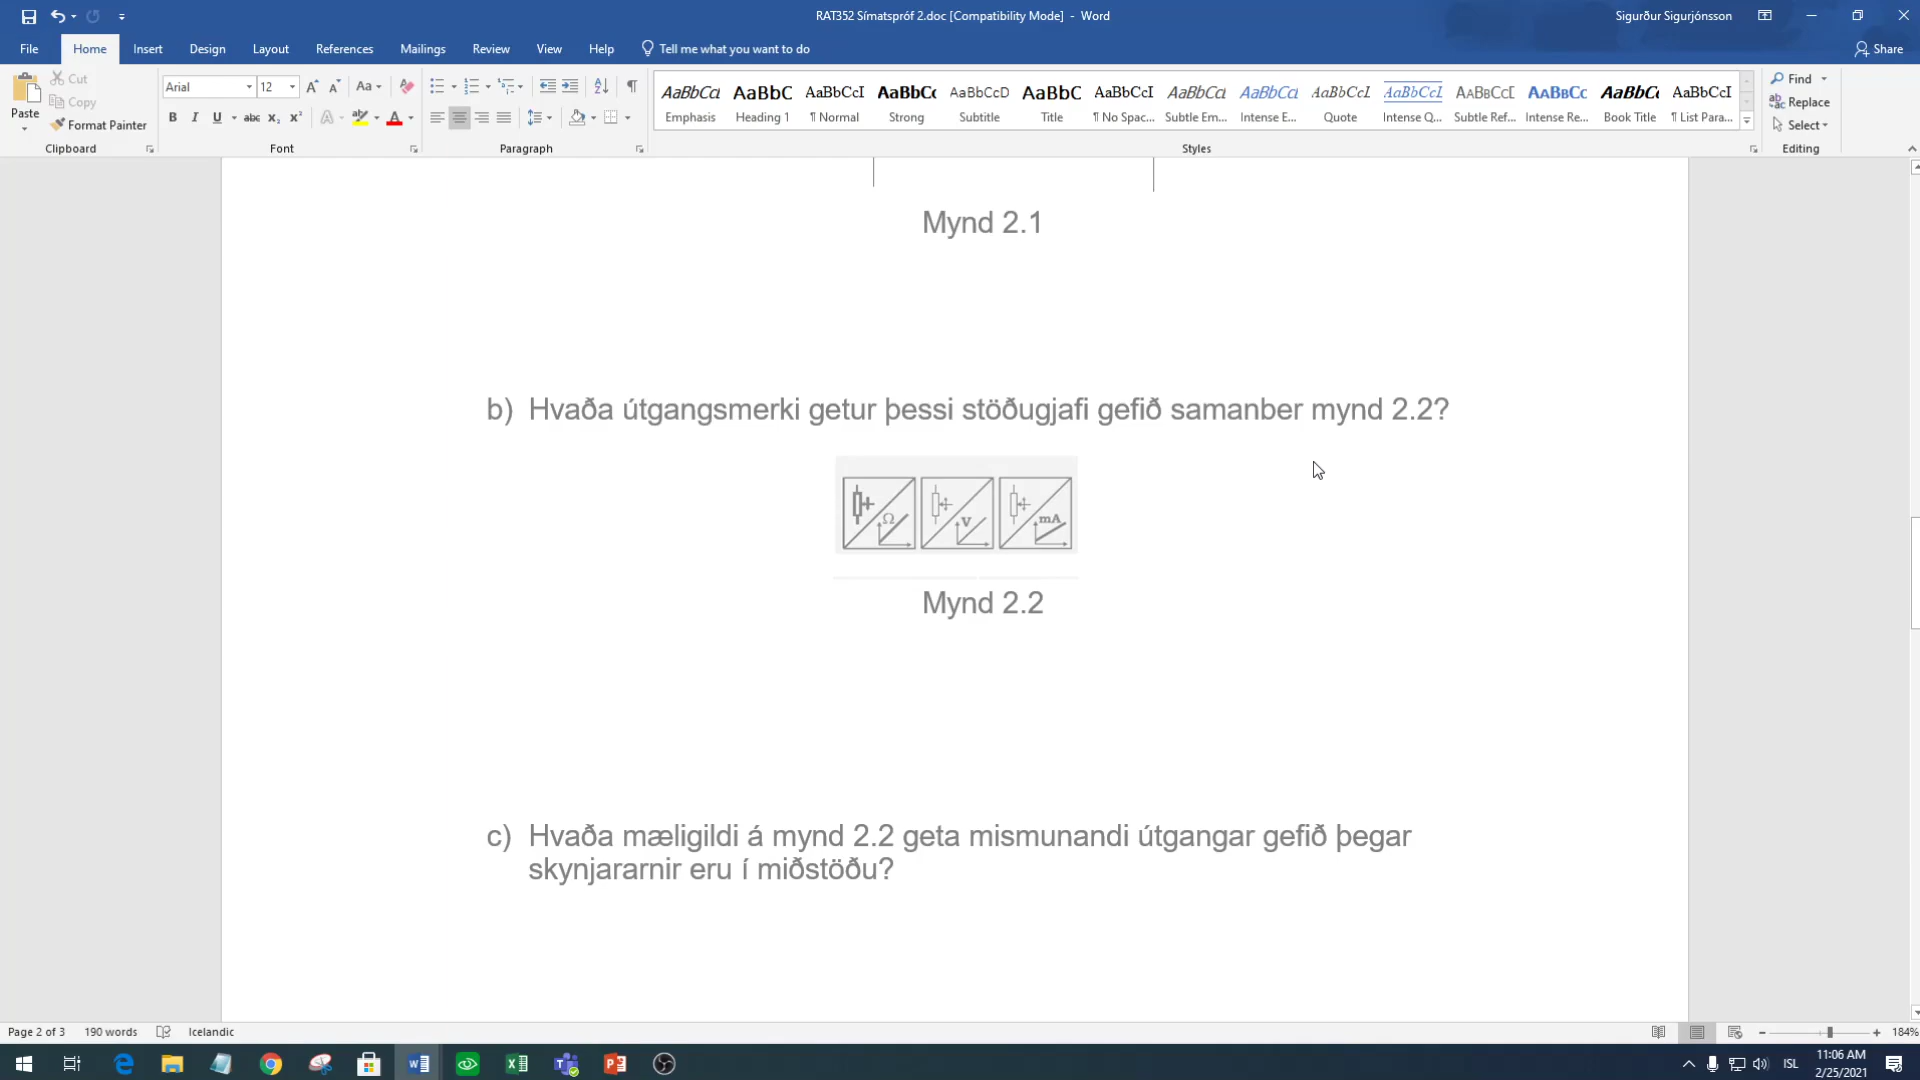 RAT352 Símatspróf 2.doc [Compatibility Mode] - Word
Sigurður Sigurjónsson
File Home Insert Design Layout References Mailings Review View Help Tell me what you want to do
Share
Paste
Cut
Copy
Format Painter
Clipboard
Arial 12
Font
Paragraph
AaBbCcI AaBbC AaBbCcI AaBbCc AaBbCcD AaBbC AaBbCcI AaBbCcI AaBbCcI AaBbCcI AaBbCcI AaBbCcI AaBbCc AaBbCc AaBbCcI
Emphasis Heading 1 ¶ Normal Strong Subtitle Title ¶ No Spac... Subtle Em... Intense E... Quote Intense Q... Subtle Ref... Intense Re... Book Title ¶ List Para...
Styles
Find
Replace
Select
Editing
Mynd 2.1
b) Hvaða útgangsmerki getur þessi stöðugjafi gefið samanber mynd 2.2?
Ω V mA
Mynd 2.2
c) Hvaða mæligildi á mynd 2.2 geta mismunandi útgangar gefið þegar
skynjararnir eru í miðstöðu?
Page 2 of 3 190 words Icelandic
184%
ISL
11:06 AM
2/25/2021